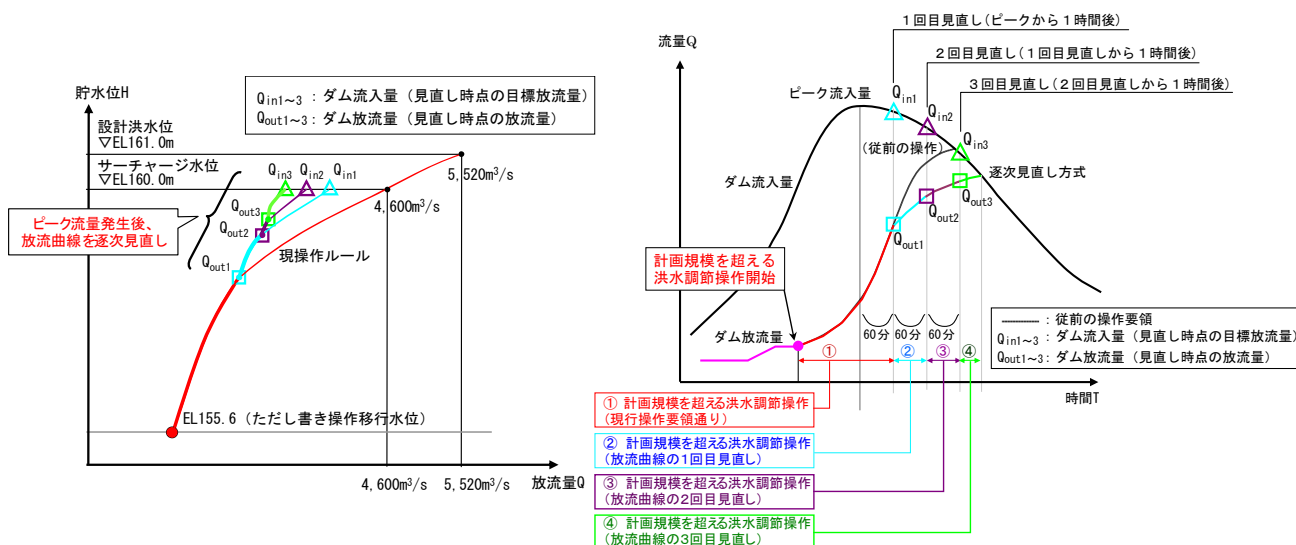 貯水位H
設計洪水位
▽EL161.0m
サーチャージ水位
▽EL160.0m
Qin1~3 : ダム流入量 (見直し時点の目標放流量)
Qout1~3: ダム放流量 (見直し時点の放流量)
Qin3
Qin2
Qin1
5,520m³/s
4,600m³/s
ピーク流量発生後、
放流曲線を逐次見直し
Qout3
Qout2
Qout1
現操作ルール
EL155.6 (ただし書き操作移行水位)
4,600m³/s
5,520m³/s
放流量Q
流量Q
1回目見直し(ピークから1時間後)
2回目見直し(1回目見直しから1時間後)
3回目見直し(2回目見直しから1時間後)
ピーク流入量
Qin1
Qin2
Qin3
(従前の操作)
ダム流入量
逐次見直し方式
Qout3
Qout2
Qout1
計画規模を超える
洪水調節操作開始
ダム放流量
60分
60分
60分
① ② ③ ④
: 従前の操作要領
Qin1~3: ダム流入量 (見直し時点の目標放流量)
Qout1~3: ダム放流量 (見直し時点の放流量)
時間T
① 計画規模を超える洪水調節操作
(現行操作要領通り)
② 計画規模を超える洪水調節操作
(放流曲線の1回目見直し)
③ 計画規模を超える洪水調節操作
(放流曲線の2回目見直し)
④ 計画規模を超える洪水調節操作
(放流曲線の3回目見直し)